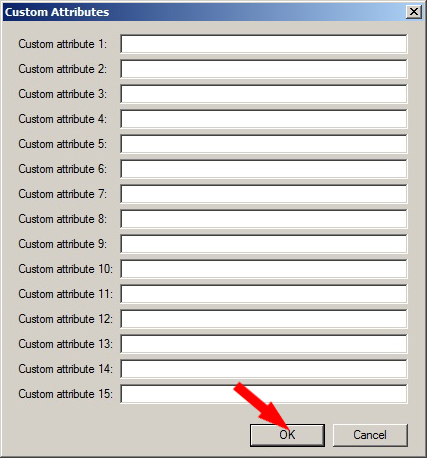 Custom Attributes
Custom attribute 1:
Custom attribute 2:
Custom attribute 3:
Custom attribute 4:
Custom attribute 5:
Custom attribute 6:
Custom attribute 7:
Custom attribute 8:
Custom attribute 9:
Custom attribute 10:
Custom attribute 11:
Custom attribute 12:
Custom attribute 13:
Custom attribute 14:
Custom attribute 15:
OK Cancel